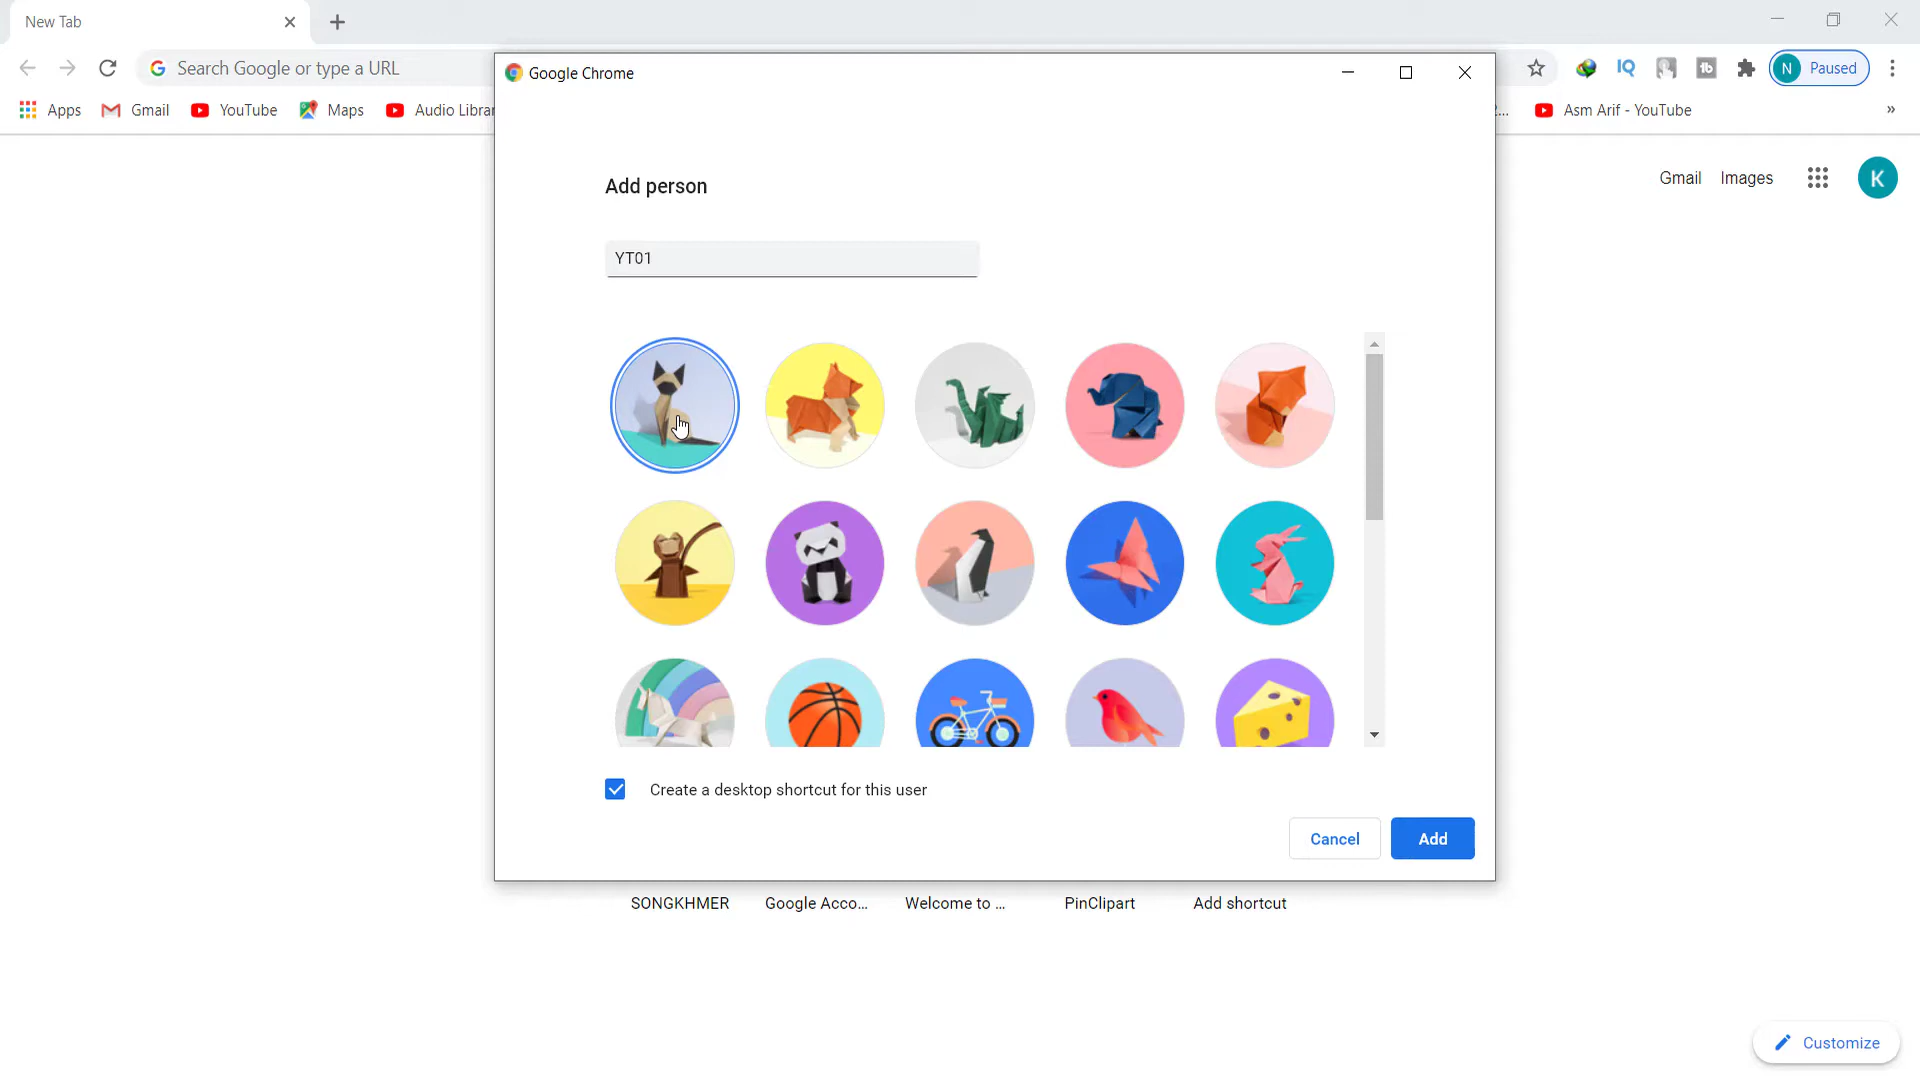 New Tab
Search Google or type a URL
Google Chrome
IQ
tb
N Paused
Apps Gmail YouTube Maps Audio Librar
... Asm Arif - YouTube »
Gmail Images K
Add person
YT01
Create a desktop shortcut for this user
Cancel Add
SONGKHMER Google Acco... Welcome to ... PinClipart Add shortcut
Customize